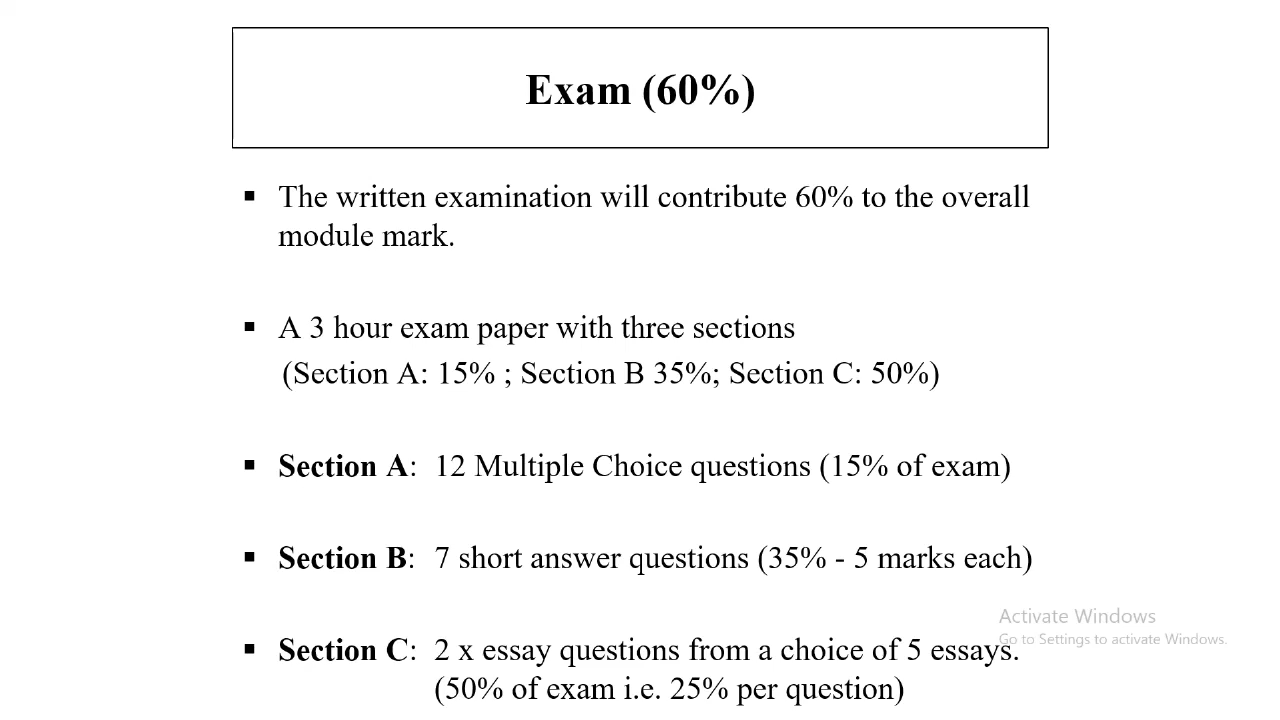 Exam (60%)
▪ The written examination will contribute 60% to the overall
module mark.
▪ A 3 hour exam paper with three sections
(Section A: 15% ; Section B 35%; Section C: 50%)
▪ Section A: 12 Multiple Choice questions (15% of exam)
▪ Section B: 7 short answer questions (35% - 5 marks each)
Activate Windows
Go to Settings to activate Windows.
▪ Section C: 2 x essay questions from a choice of 5 essays.
(50% of exam i.e. 25% per question)